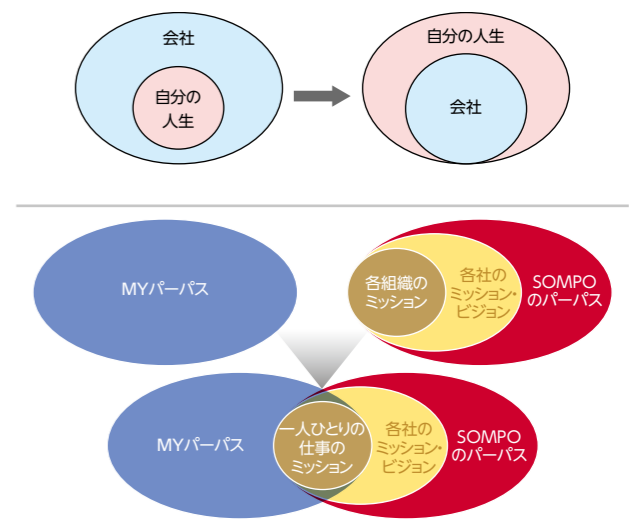 会社
自分の
人生
自分の人生
会社
MYパーパス
各組織の
ミッション
各社の
ミッション・
ビジョン
SOMPO
のパーパス
MYパーパス
一人ひとりの
仕事の
ミッション
各社の
ミッション・
ビジョン
SOMPO
のパーパス